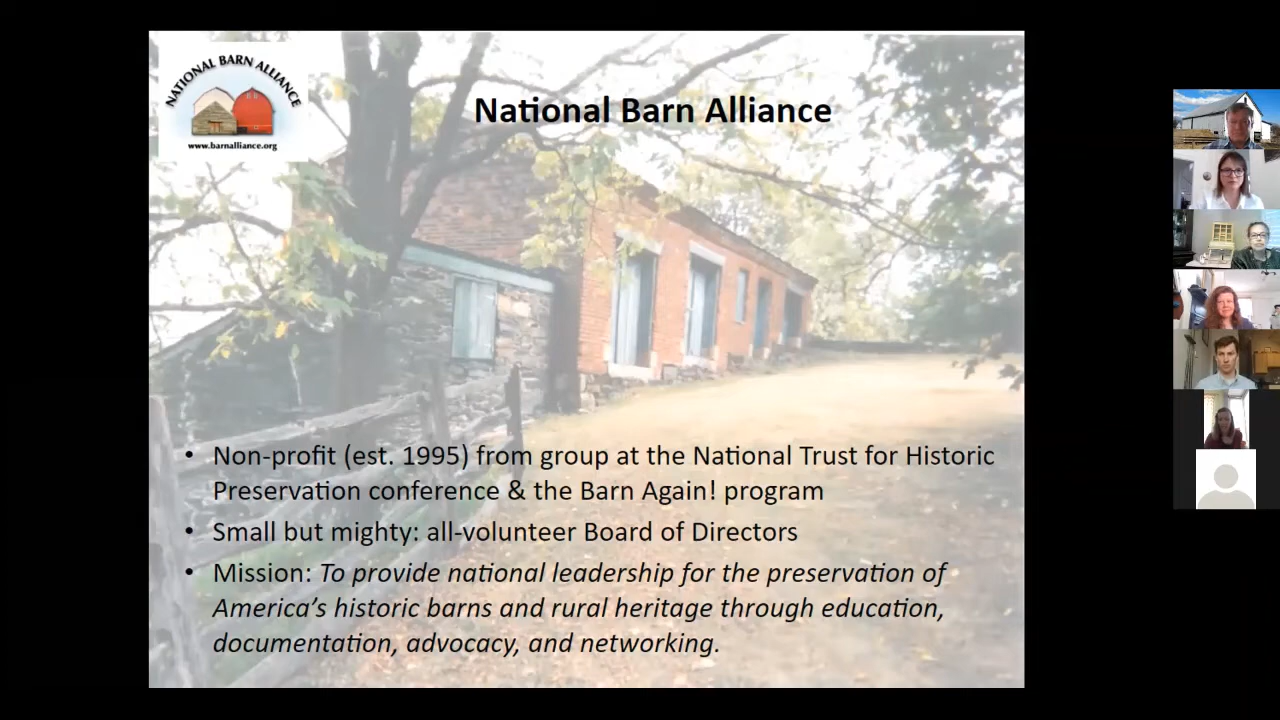 NATIONAL BARN ALLIANCE
www.barnalliance.org
National Barn Alliance
• Non-profit (est. 1995) from group at the National Trust for Historic
Preservation conference & the Barn Again! program
• Small but mighty: all-volunteer Board of Directors
• Mission: To provide national leadership for the preservation of
America's historic barns and rural heritage through education,
documentation, advocacy, and networking.